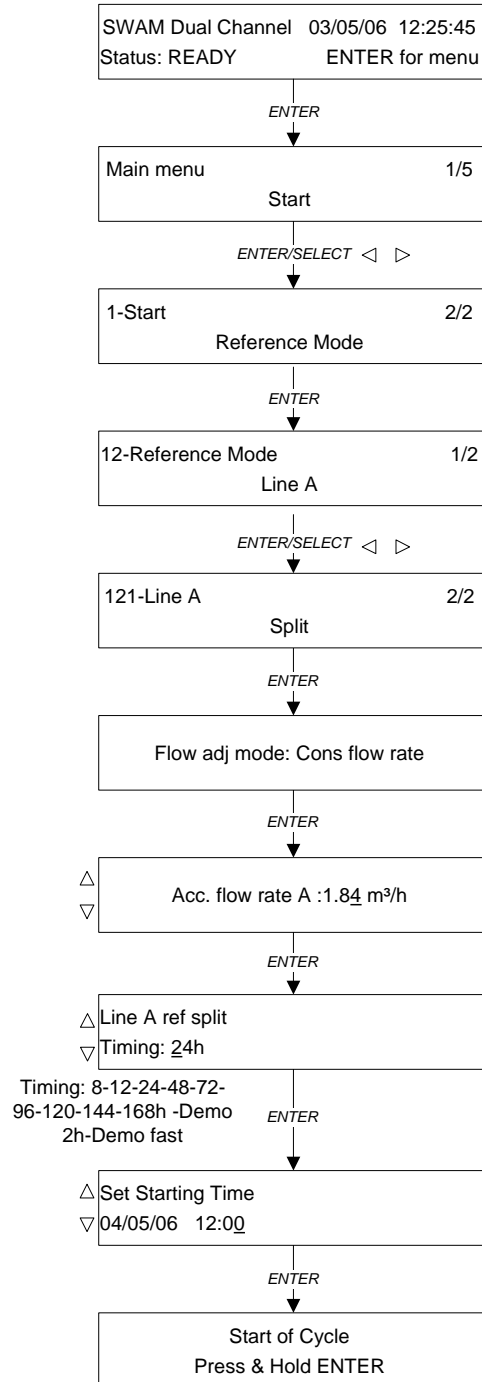 SWAM Dual Channel 03/05/06 12:25:45
Status: READY ENTER for menu
ENTER
Main menu 1/5
Start
ENTER/SELECT ◁ ▷
1-Start 2/2
Reference Mode
ENTER
12-Reference Mode 1/2
Line A
ENTER/SELECT ◁ ▷
121-Line A 2/2
Split
ENTER
Flow adj mode: Cons flow rate
ENTER
Acc. flow rate A :1.84 m³/h
ENTER
Line A ref split
Timing: 24h
Timing: 8-12-24-48-72-
96-120-144-168h -Demo
2h-Demo fast
ENTER
Set Starting Time
04/05/06 12:00
ENTER
Start of Cycle
Press & Hold ENTER